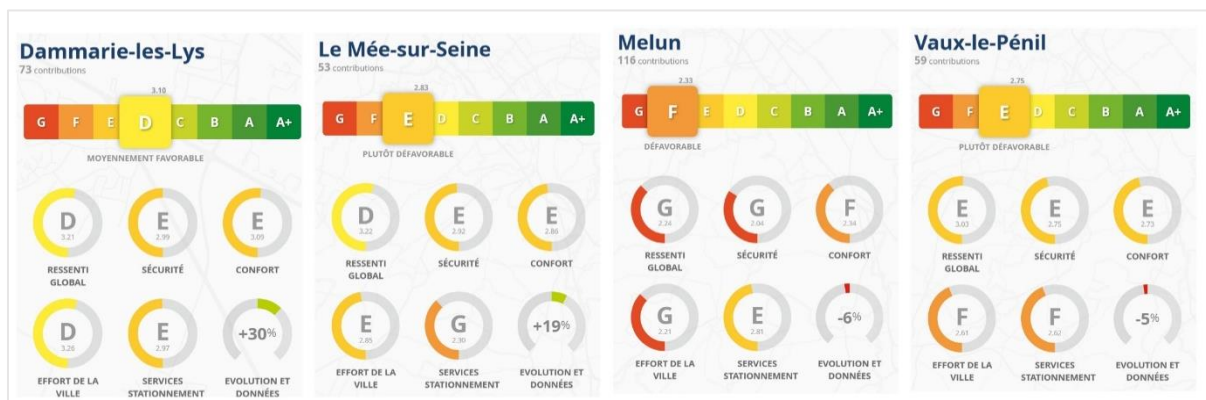 Dammarie-les-Lys
73 contributions
3.10
G F E D C B A A+
MOYENNEMENT FAVORABLE
D
3.21
RESSENTI
GLOBAL
E
2.99
SÉCURITÉ
E
3.09
CONFORT
D
3.26
EFFORT DE LA
VILLE
E
2.97
SERVICES
STATIONNEMENT
+30%
EVOLUTION ET
DONNÉES
Le Mée-sur-Seine
53 contributions
2.83
G F E D C B A A+
PLUTÔT DÉFAVORABLE
D
3.22
RESSENTI
GLOBAL
E
2.92
SÉCURITÉ
E
2.86
CONFORT
E
2.85
EFFORT DE LA
VILLE
G
2.30
SERVICES
STATIONNEMENT
+19%
EVOLUTION ET
DONNÉES
Melun
116 contributions
2.33
G F E D C B A A+
DÉFAVORABLE
G
2.24
RESSENTI
GLOBAL
G
2.04
SÉCURITÉ
F
2.34
CONFORT
G
2.21
EFFORT DE LA
VILLE
E
2.81
SERVICES
STATIONNEMENT
-6%
EVOLUTION ET
DONNÉES
Vaux-le-Pénil
59 contributions
2.75
G F E D C B A A+
PLUTÔT DÉFAVORABLE
E
RESSENTI
GLOBAL
E
2.75
SÉCURITÉ
E
2.73
CONFORT
F
2.61
EFFORT DE LA
VILLE
F
SERVICES
STATIONNEMENT
-5%
EVOLUTION ET
DONNÉES